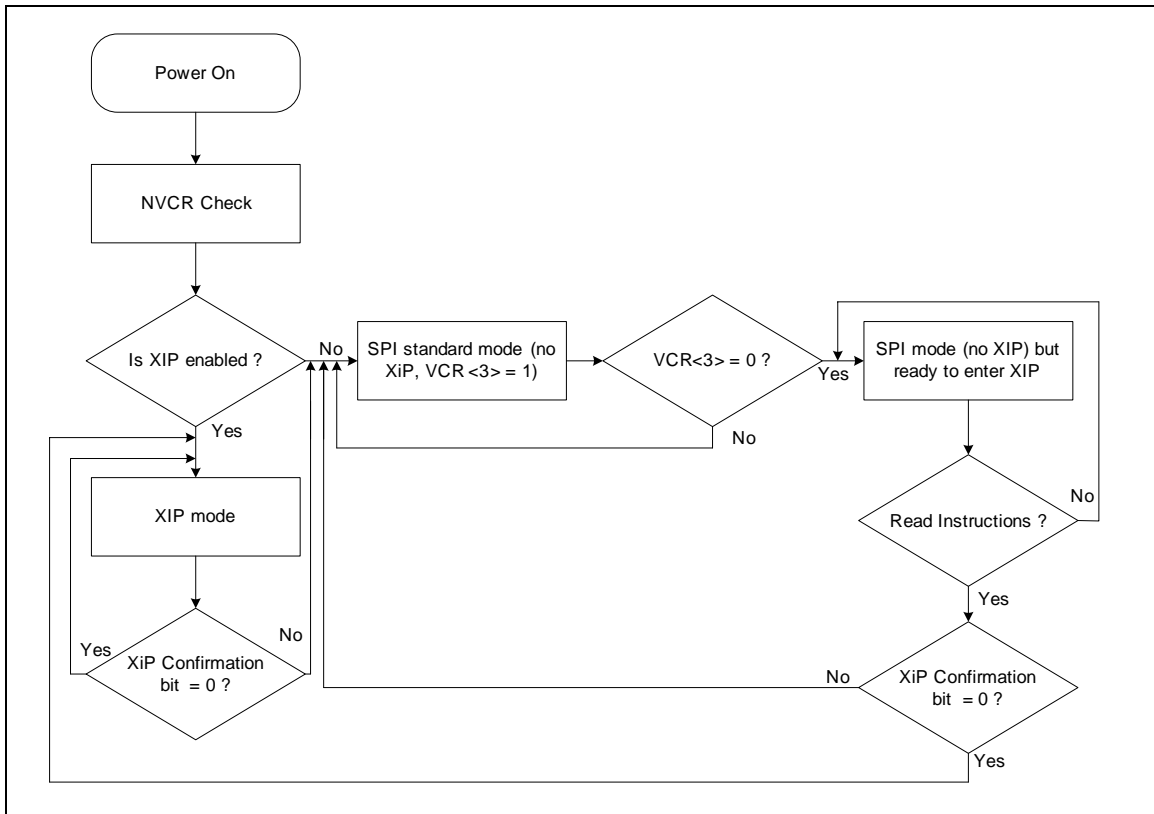 Power On
NVCR Check
Is XIP enabled ?
No
SPI standard mode (no
XiP, VCR <3> = 1)
VCR<3> = 0 ?
Yes
SPI mode (no XIP) but
ready to enter XIP
Yes
No
XIP mode
Read Instructions ?
No
Yes
Yes
XiP Confirmation
bit = 0 ?
No
No
XiP Confirmation
bit = 0 ?
Yes